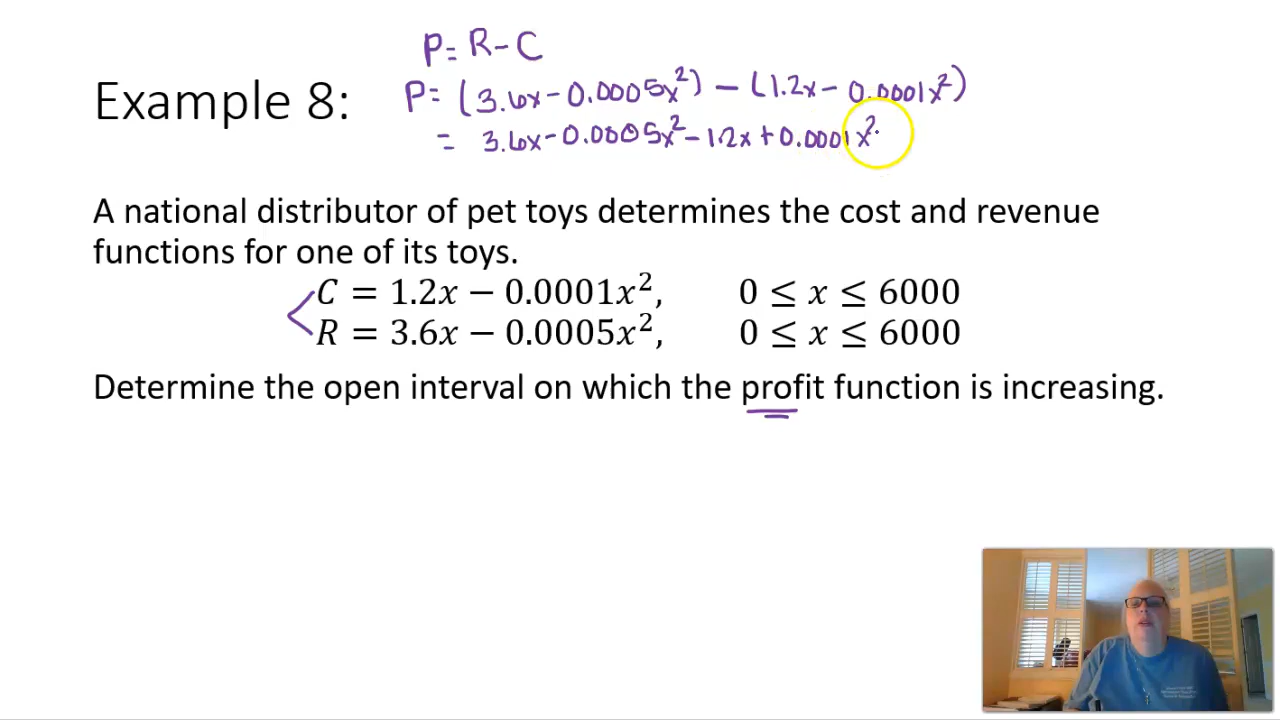 P = R - C
Example 8:
P = (3.6x - 0.0005x²) - (1.2x - 0.0001x²)
= 3.6x - 0.0005x² - 1.2x + 0.0001x²
A national distributor of pet toys determines the cost and revenue
functions for one of its toys.
C = 1.2x − 0.0001x², 0 ≤ x ≤ 6000
R = 3.6x − 0.0005x², 0 ≤ x ≤ 6000
Determine the open interval on which the profit function is increasing.